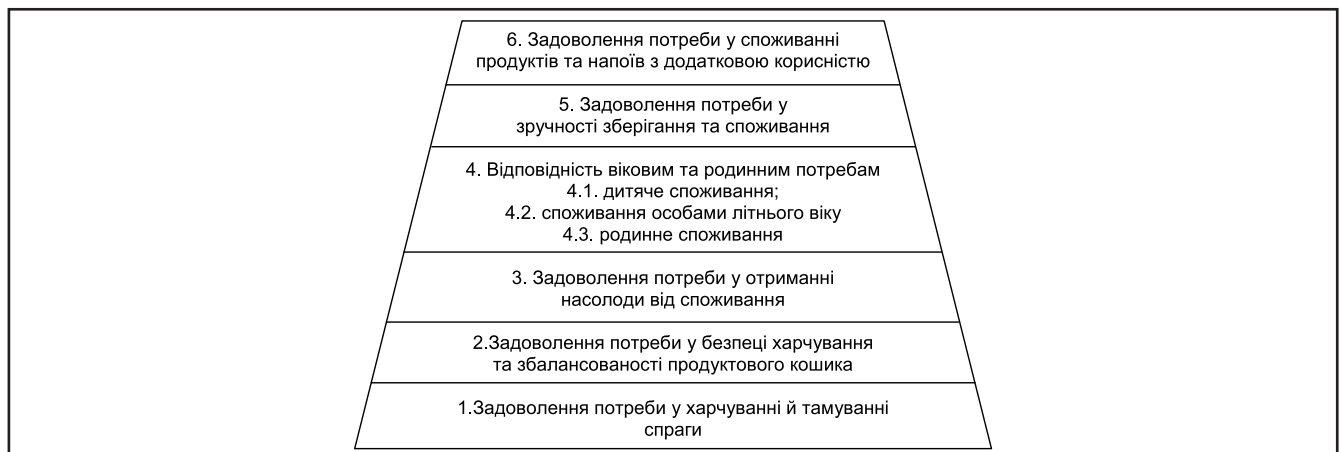 6. Задоволення потреби у споживанні
продуктів та напоїв з додатковою корисністю
5. Задоволення потреби у
зручності зберігання та споживання
4. Відповідність віковим та родинним потребам
4.1. дитяче споживання;
4.2. споживання особами літнього віку
4.3. родинне споживання
3. Задоволення потреби у отриманні
насолоди від споживання
2.Задоволення потреби у безпеці харчування
та збалансованості продуктового кошика
1.Задоволення потреби у харчуванні й тамуванні
спраги